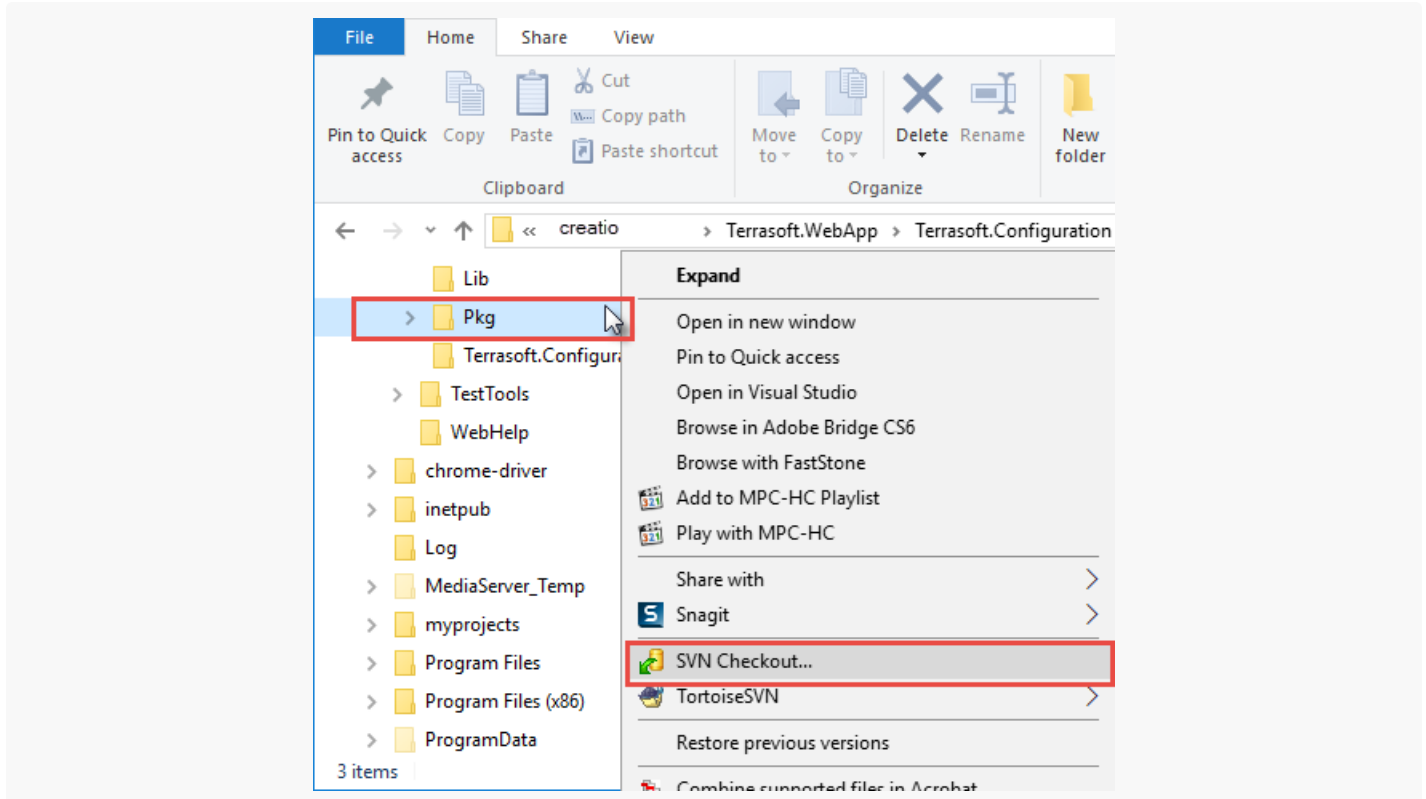 File Home Share View
Pin to Quick access
Copy
Paste
Cut
Copy path
Paste shortcut
Move to
Copy to
Delete
Rename
New folder
Clipboard
Organize
« creatio > Terrasoft.WebApp > Terrasoft.Configuration
Lib
Pkg
Terrasoft.Configura
TestTools
WebHelp
chrome-driver
inetpub
Log
MediaServer_Temp
myprojects
Program Files
Program Files (x86)
ProgramData
3 items
Expand
Open in new window
Pin to Quick access
Open in Visual Studio
Browse in Adobe Bridge CS6
Browse with FastStone
Add to MPC-HC Playlist
Play with MPC-HC
Share with
Snagit
SVN Checkout...
TortoiseSVN
Restore previous versions
Combine supported files in Acrobat